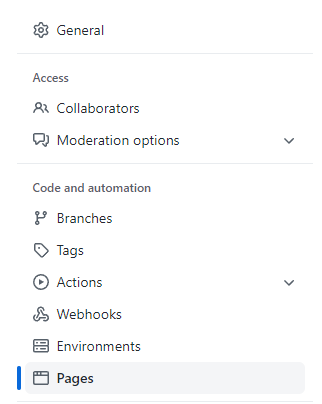 General
Access
Collaborators
Moderation options
Code and automation
Branches
Tags
Actions
Webhooks
Environments
Pages